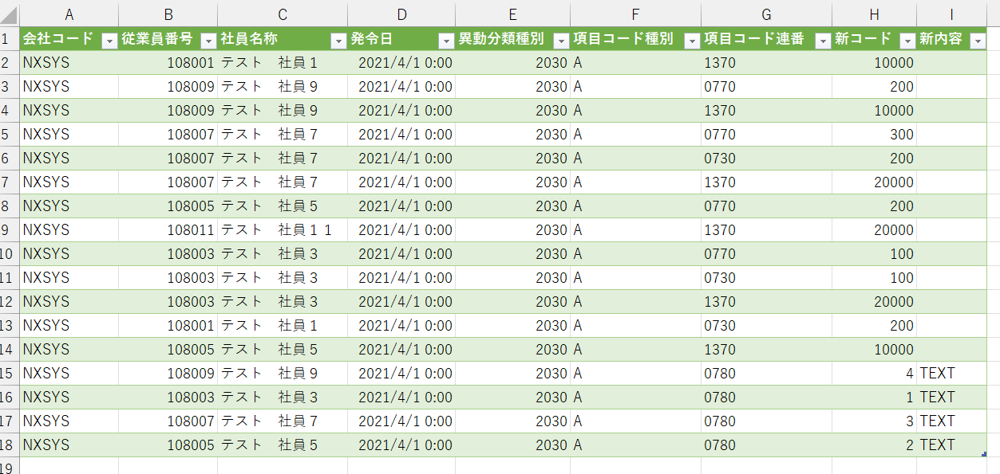 A B C D E F G H I
1 会社コード 従業員番号 社員名称 発令日 異動分類種別 項目コード種別 項目コード連番 新コード 新内容
2 NXSYS 108001 テスト　社員１ 2021/4/1 0:00 2030 A 1370 10000
3 NXSYS 108009 テスト　社員９ 2021/4/1 0:00 2030 A 0770 200
4 NXSYS 108009 テスト　社員９ 2021/4/1 0:00 2030 A 1370 10000
5 NXSYS 108007 テスト　社員７ 2021/4/1 0:00 2030 A 0770 300
6 NXSYS 108007 テスト　社員７ 2021/4/1 0:00 2030 A 0730 200
7 NXSYS 108007 テスト　社員７ 2021/4/1 0:00 2030 A 1370 20000
8 NXSYS 108005 テスト　社員５ 2021/4/1 0:00 2030 A 0770 200
9 NXSYS 108011 テスト　社員１１ 2021/4/1 0:00 2030 A 1370 20000
10 NXSYS 108003 テスト　社員３ 2021/4/1 0:00 2030 A 0770 100
11 NXSYS 108003 テスト　社員３ 2021/4/1 0:00 2030 A 0730 100
12 NXSYS 108003 テスト　社員３ 2021/4/1 0:00 2030 A 1370 20000
13 NXSYS 108001 テスト　社員１ 2021/4/1 0:00 2030 A 0730 200
14 NXSYS 108005 テスト　社員５ 2021/4/1 0:00 2030 A 1370 10000
15 NXSYS 108009 テスト　社員９ 2021/4/1 0:00 2030 A 0780 4 TEXT
16 NXSYS 108003 テスト　社員３ 2021/4/1 0:00 2030 A 0780 1 TEXT
17 NXSYS 108007 テスト　社員７ 2021/4/1 0:00 2030 A 0780 3 TEXT
18 NXSYS 108005 テスト　社員５ 2021/4/1 0:00 2030 A 0780 2 TEXT
19